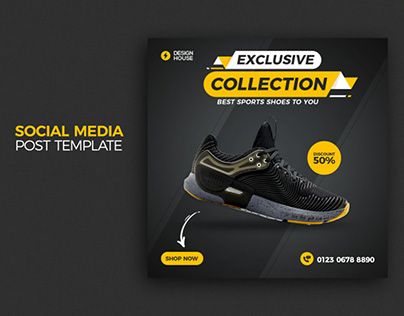 SOCIAL MEDIA
POST TEMPLATE
DESIGN
HOUSE
EXCLUSIVE
COLLECTION
BEST SPORTS SHOES TO YOU
DISCOUNT
50%
SHOP NOW
0123 0678 8890